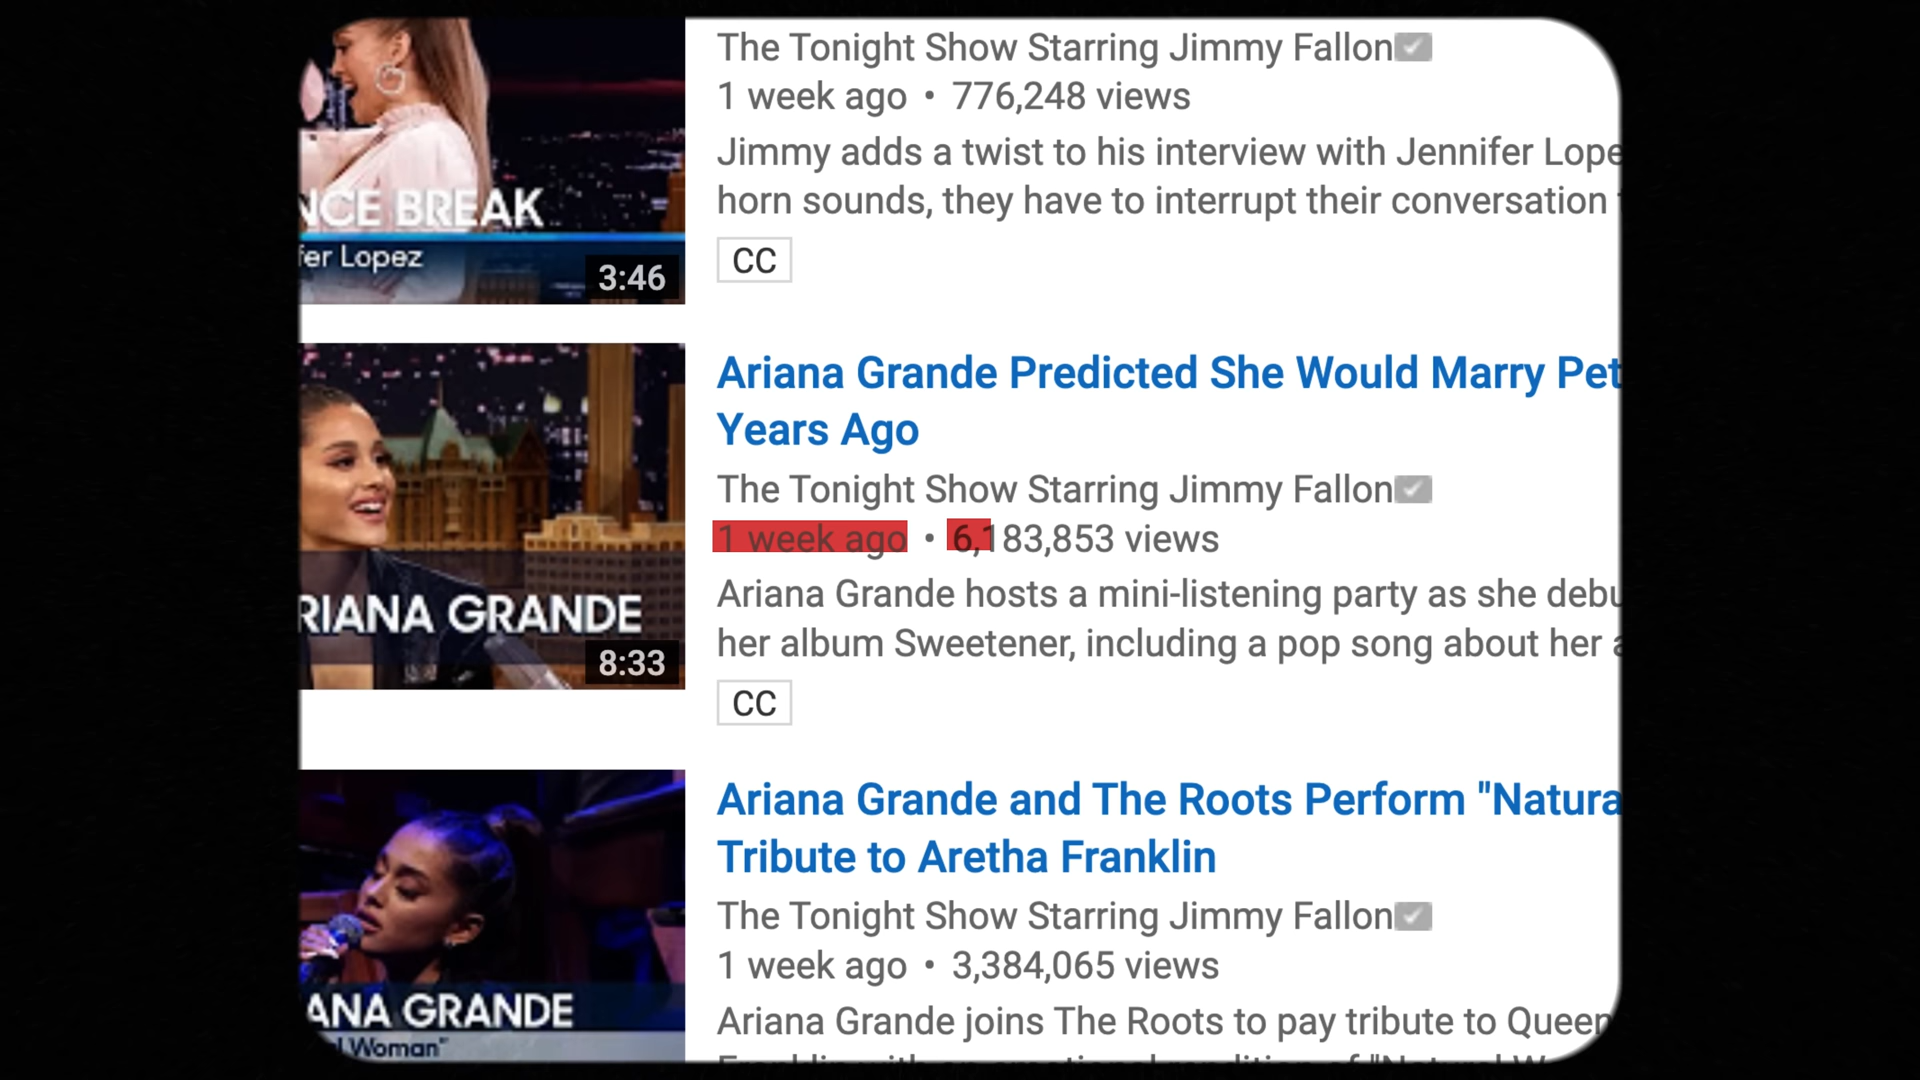 The Tonight Show Starring Jimmy Fallon
1 week ago • 776,248 views
Jimmy adds a twist to his interview with Jennifer Lope
horn sounds, they have to interrupt their conversation
CC
NCE BREAK
fer Lopez
3:46
Ariana Grande Predicted She Would Marry Pet
Years Ago
The Tonight Show Starring Jimmy Fallon
1 week ago • 6,183,853 views
Ariana Grande hosts a mini-listening party as she debu
her album Sweetener, including a pop song about her a
CC
RIANA GRANDE
8:33
Ariana Grande and The Roots Perform "Natura
Tribute to Aretha Franklin
The Tonight Show Starring Jimmy Fallon
1 week ago • 3,384,065 views
Ariana Grande joins The Roots to pay tribute to Queen
ANA GRANDE
l Woman"